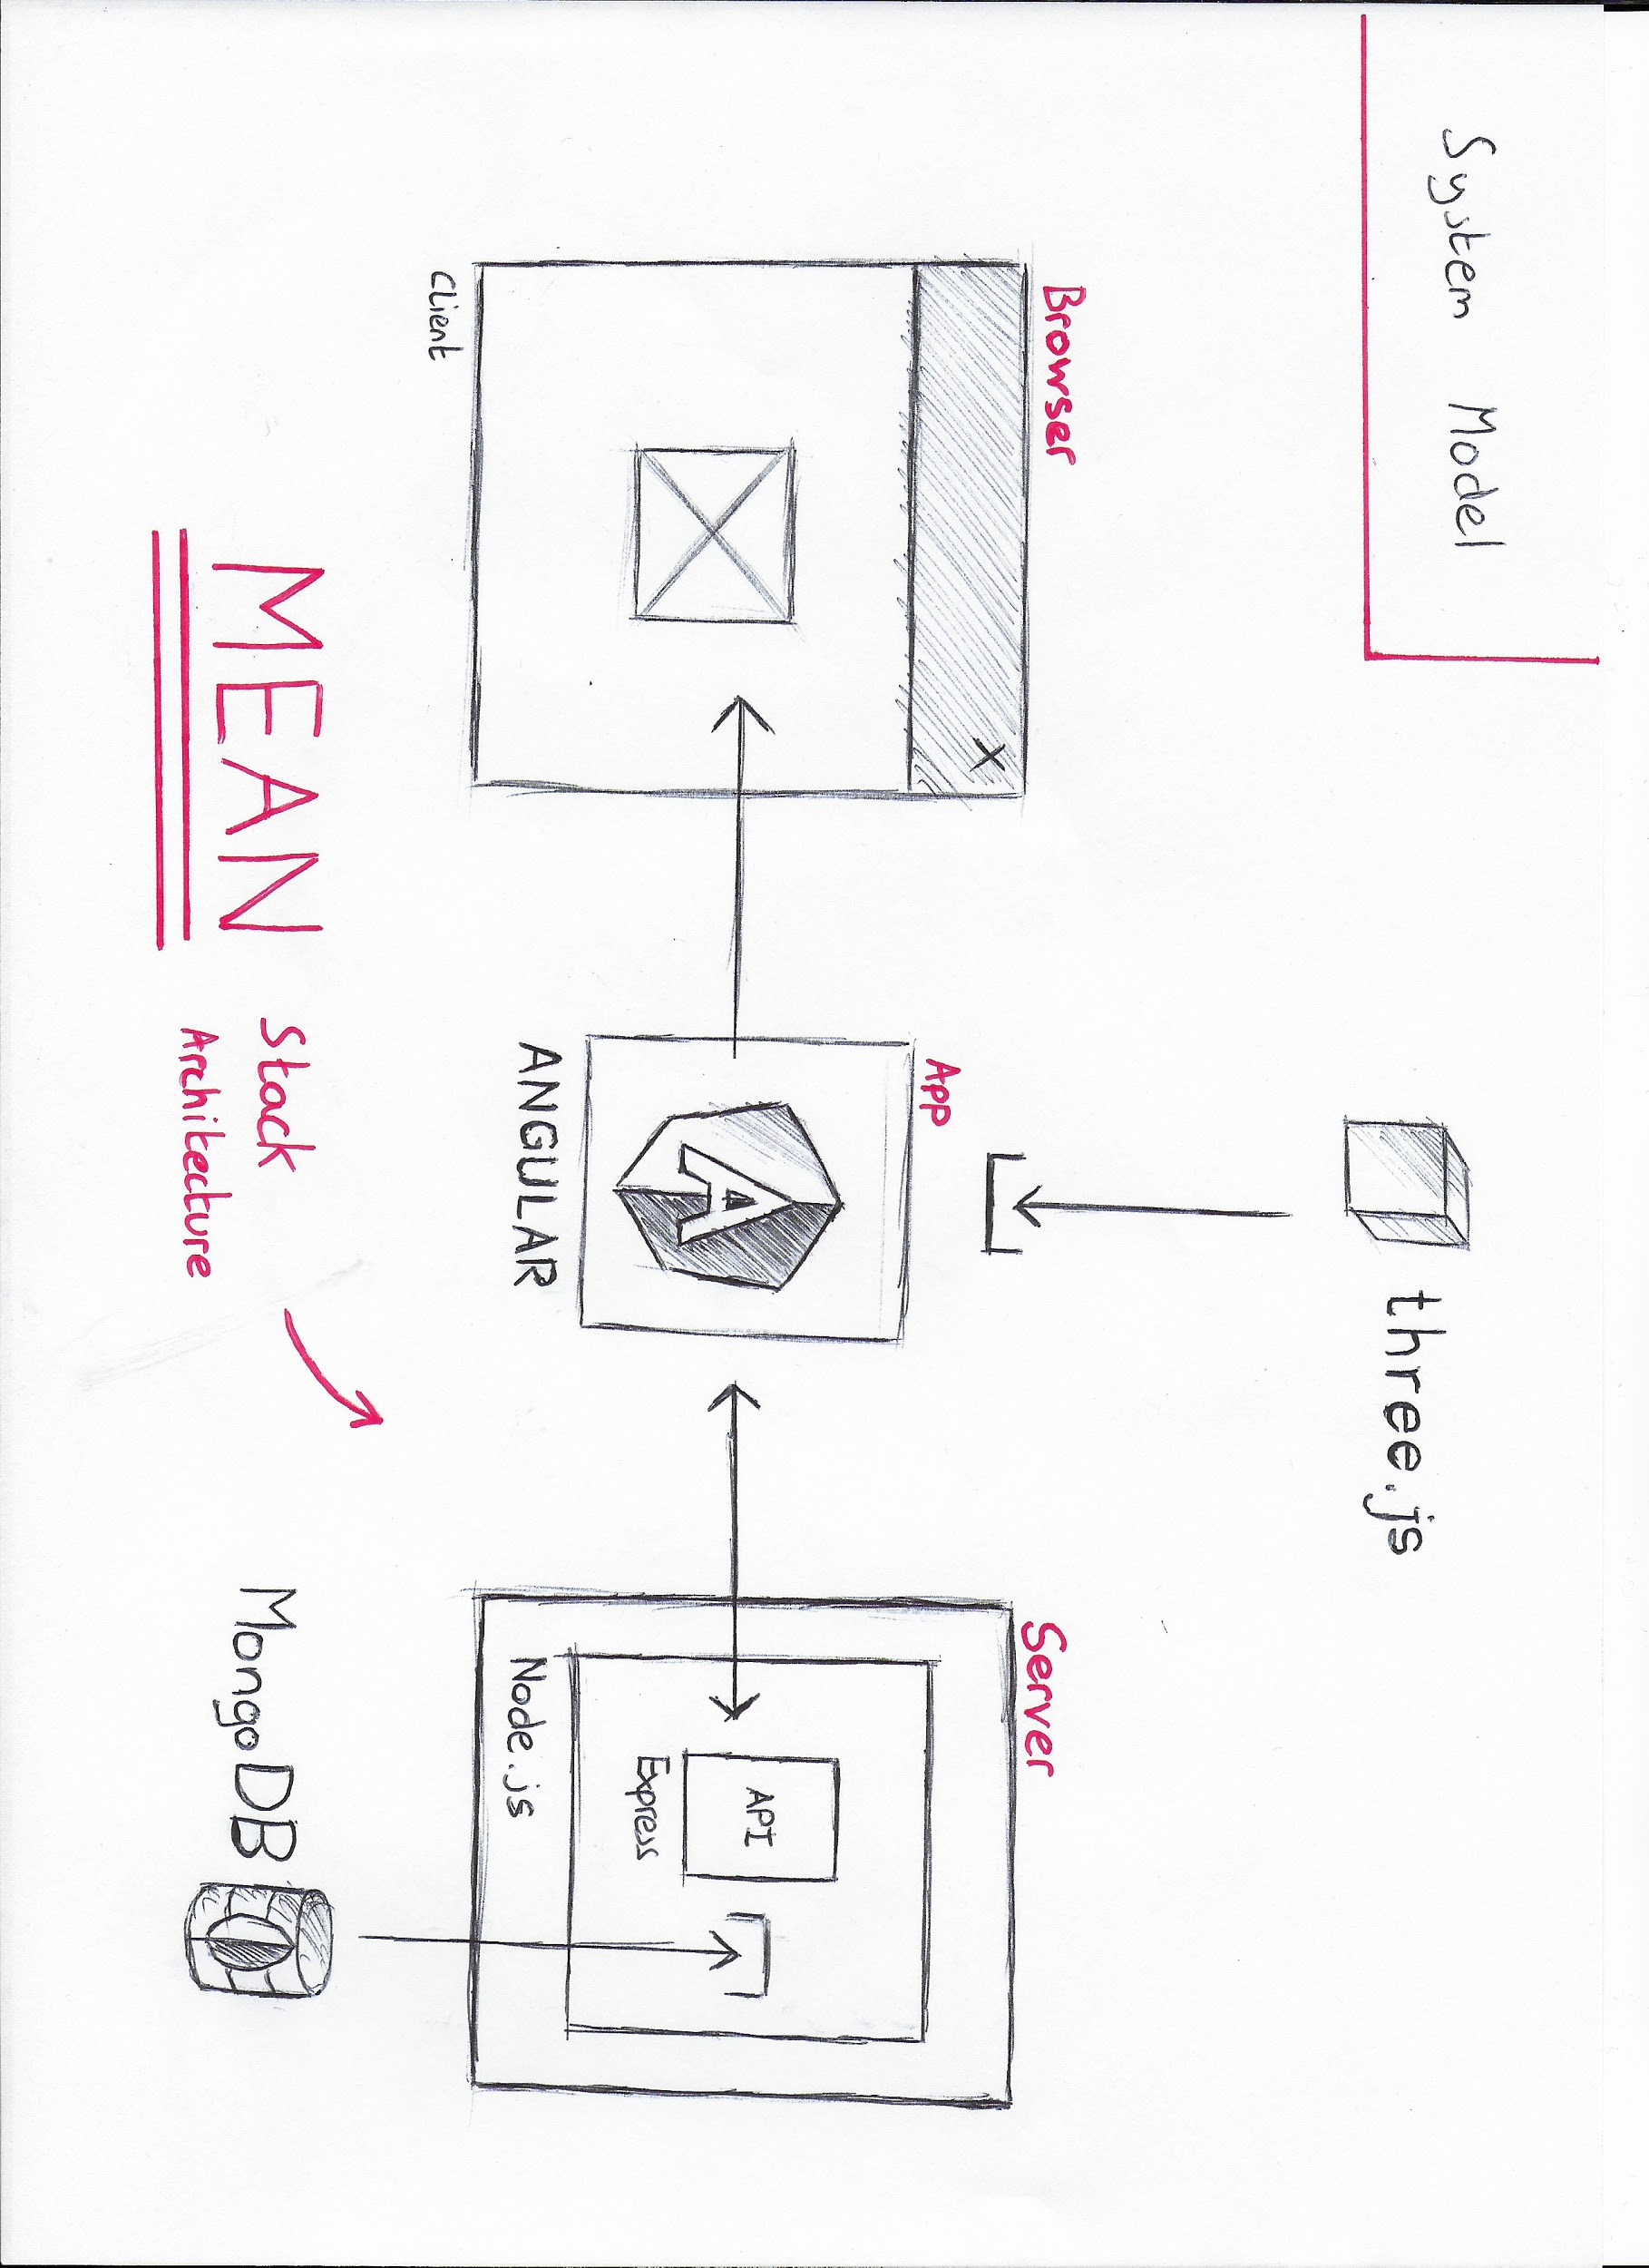 System Model
three.js
Browser
X
App
Server
A
API
Express
Node.js
ANGULAR
Client
MEAN
Stack
Architecture
MongoDB